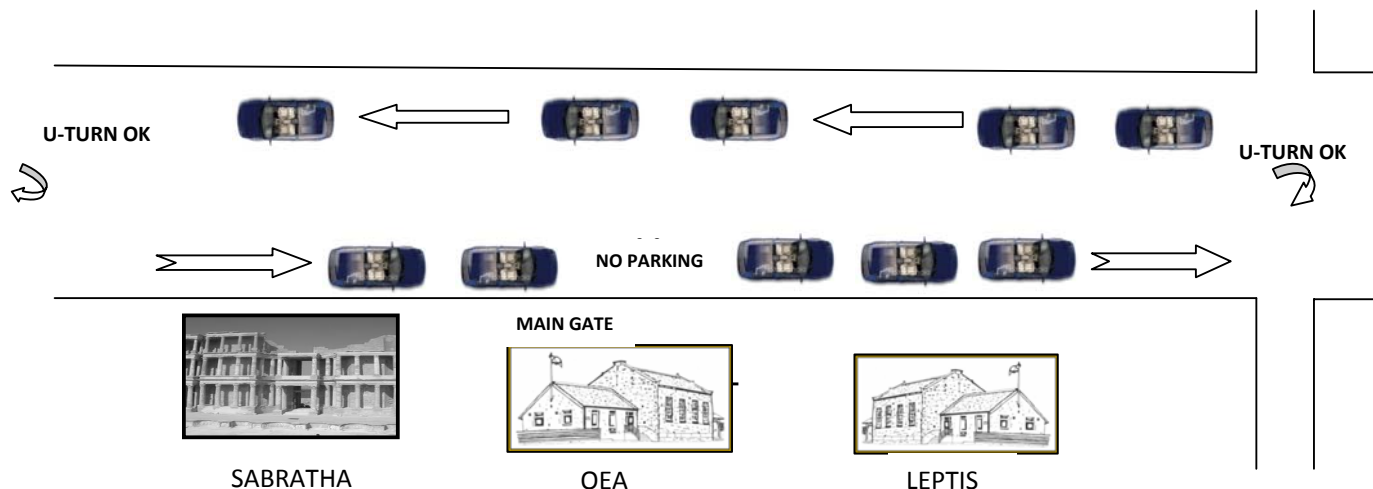 U-TURN OK
U-TURN OK
NO PARKING
MAIN GATE
SABRATHA
OEA
LEPTIS